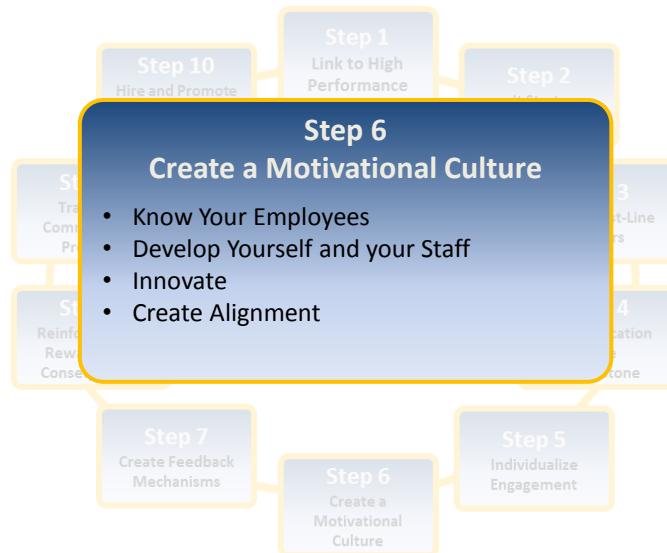 Step 1
Link to High
Performance
Step 10
Hire and Promote
Step 2
Step 6
Create a Motivational Culture
• Know Your Employees
• Develop Yourself and your Staff
• Innovate
• Create Alignment
Step 7
Create Feedback
Mechanisms
Step 6
Create a
Motivational
Culture
Step 5
Individualize
Engagement